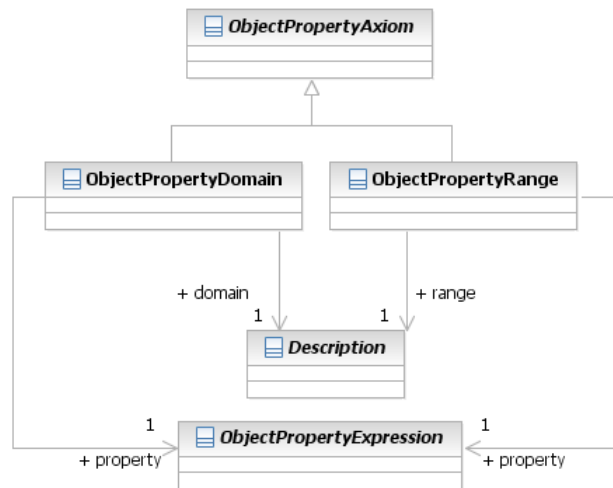 ObjectPropertyAxiom
ObjectPropertyDomain
ObjectPropertyRange
+ domain
+ range
1
1
Description
1
1
ObjectPropertyExpression
+ property
+ property